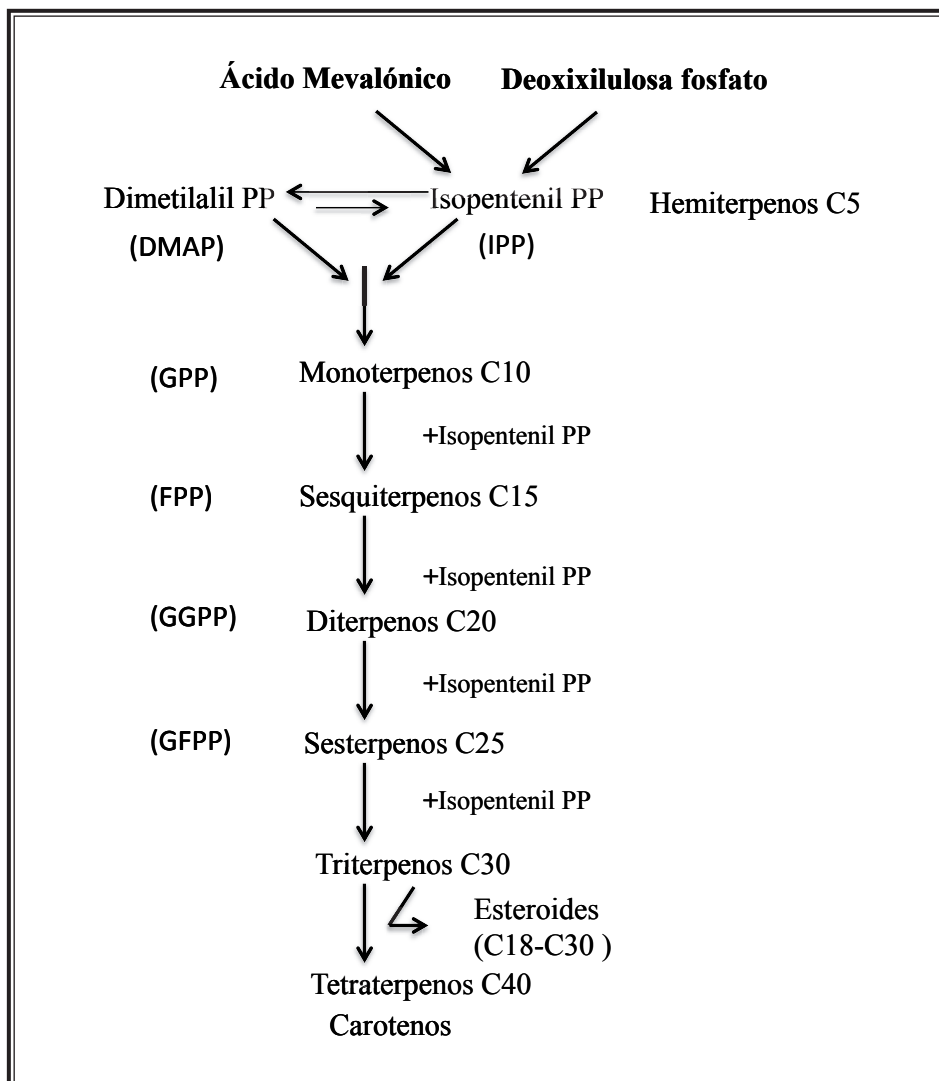 Ácido Mevalónico Deoxixilulosa fosfato
Dimetilalil PP Isopentenil PP Hemiterpenos C5
(DMAP) (IPP)
(GPP) Monoterpenos C10
+Isopentenil PP
(FPP) Sesquiterpenos C15
+Isopentenil PP
(GGPP) Diterpenos C20
+Isopentenil PP
(GFPP) Sesterpenos C25
+Isopentenil PP
Triterpenos C30
Esteroides
(C18-C30 )
Tetraterpenos C40
Carotenos